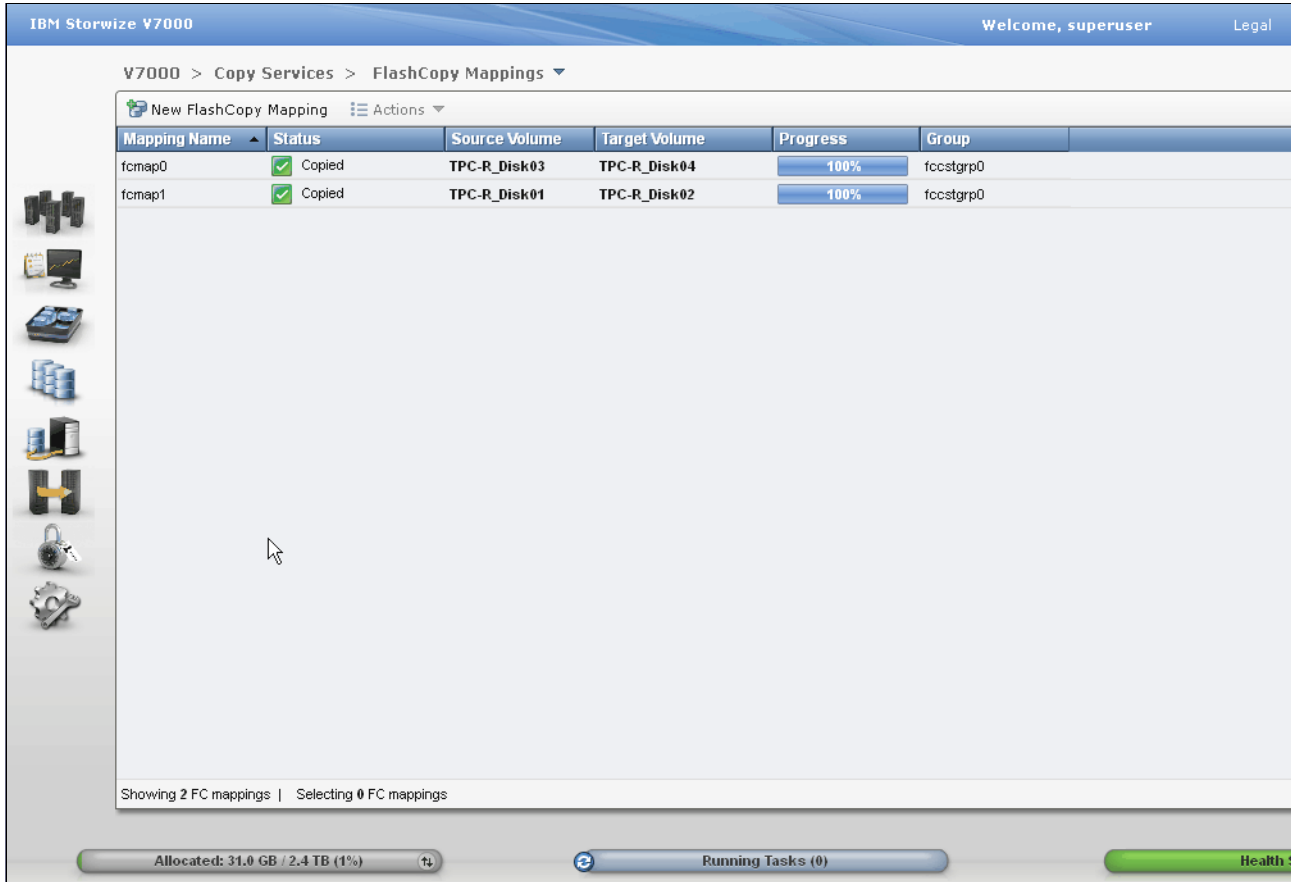 IBM Storwize V7000 Welcome, superuser Legal
V7000 > Copy Services > FlashCopy Mappings
New FlashCopy Mapping Actions
Mapping Name Status Source Volume Target Volume Progress Group
fcmap0 Copied TPC-R_Disk03 TPC-R_Disk04 100% fccstgrp0
fcmap1 Copied TPC-R_Disk01 TPC-R_Disk02 100% fccstgrp0
Showing 2 FC mappings | Selecting 0 FC mappings
Allocated: 31.0 GB / 2.4 TB (1%) Running Tasks (0) Health